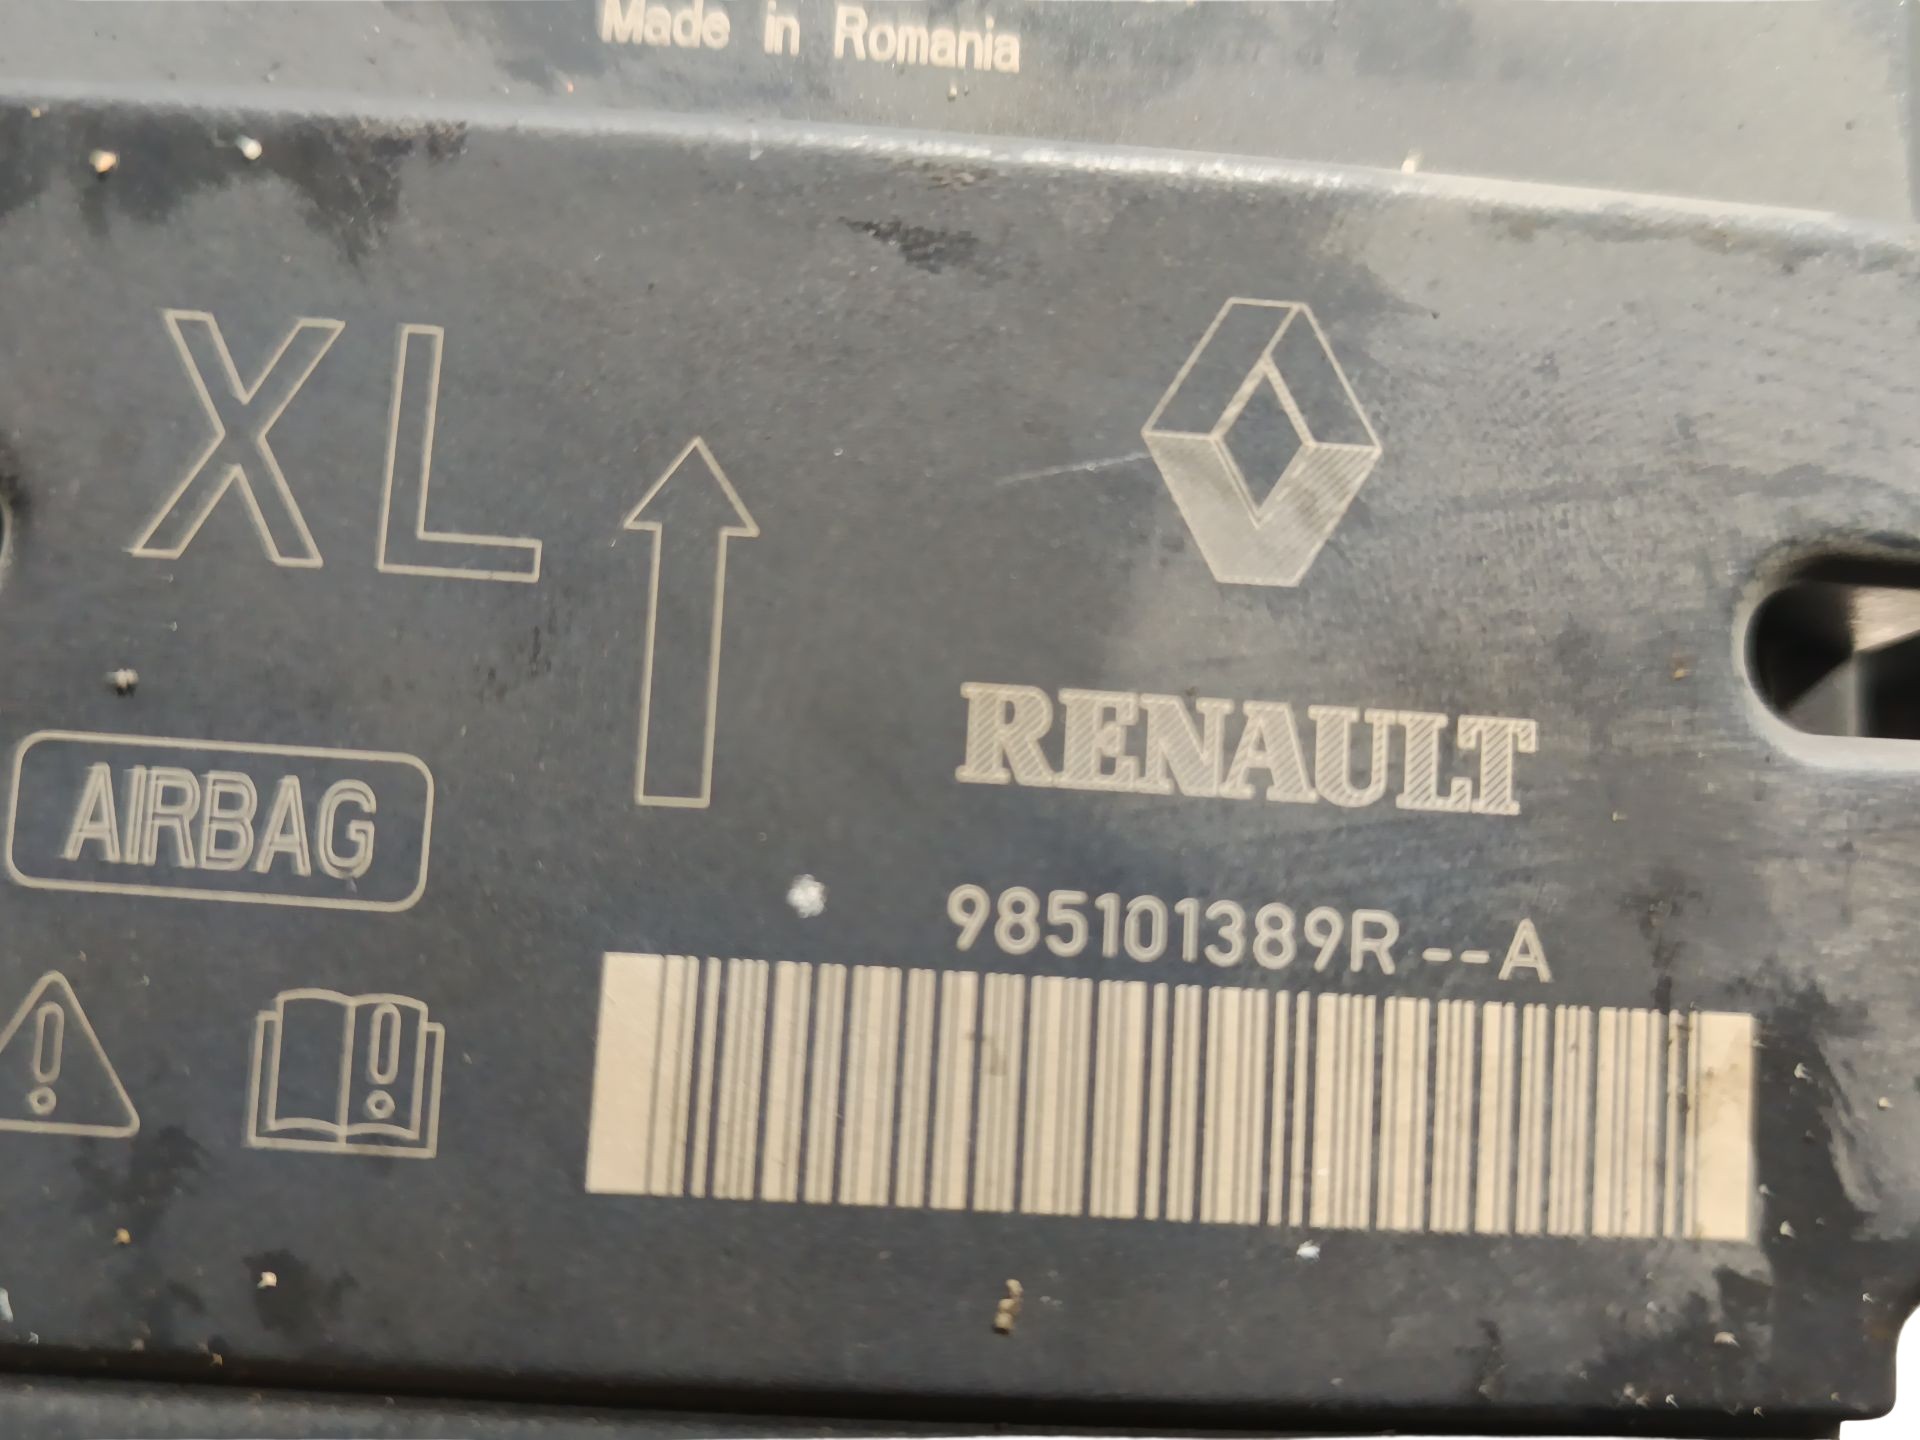 Made in Romania
XL
RENAULT
AIRBAG
985101389R--A